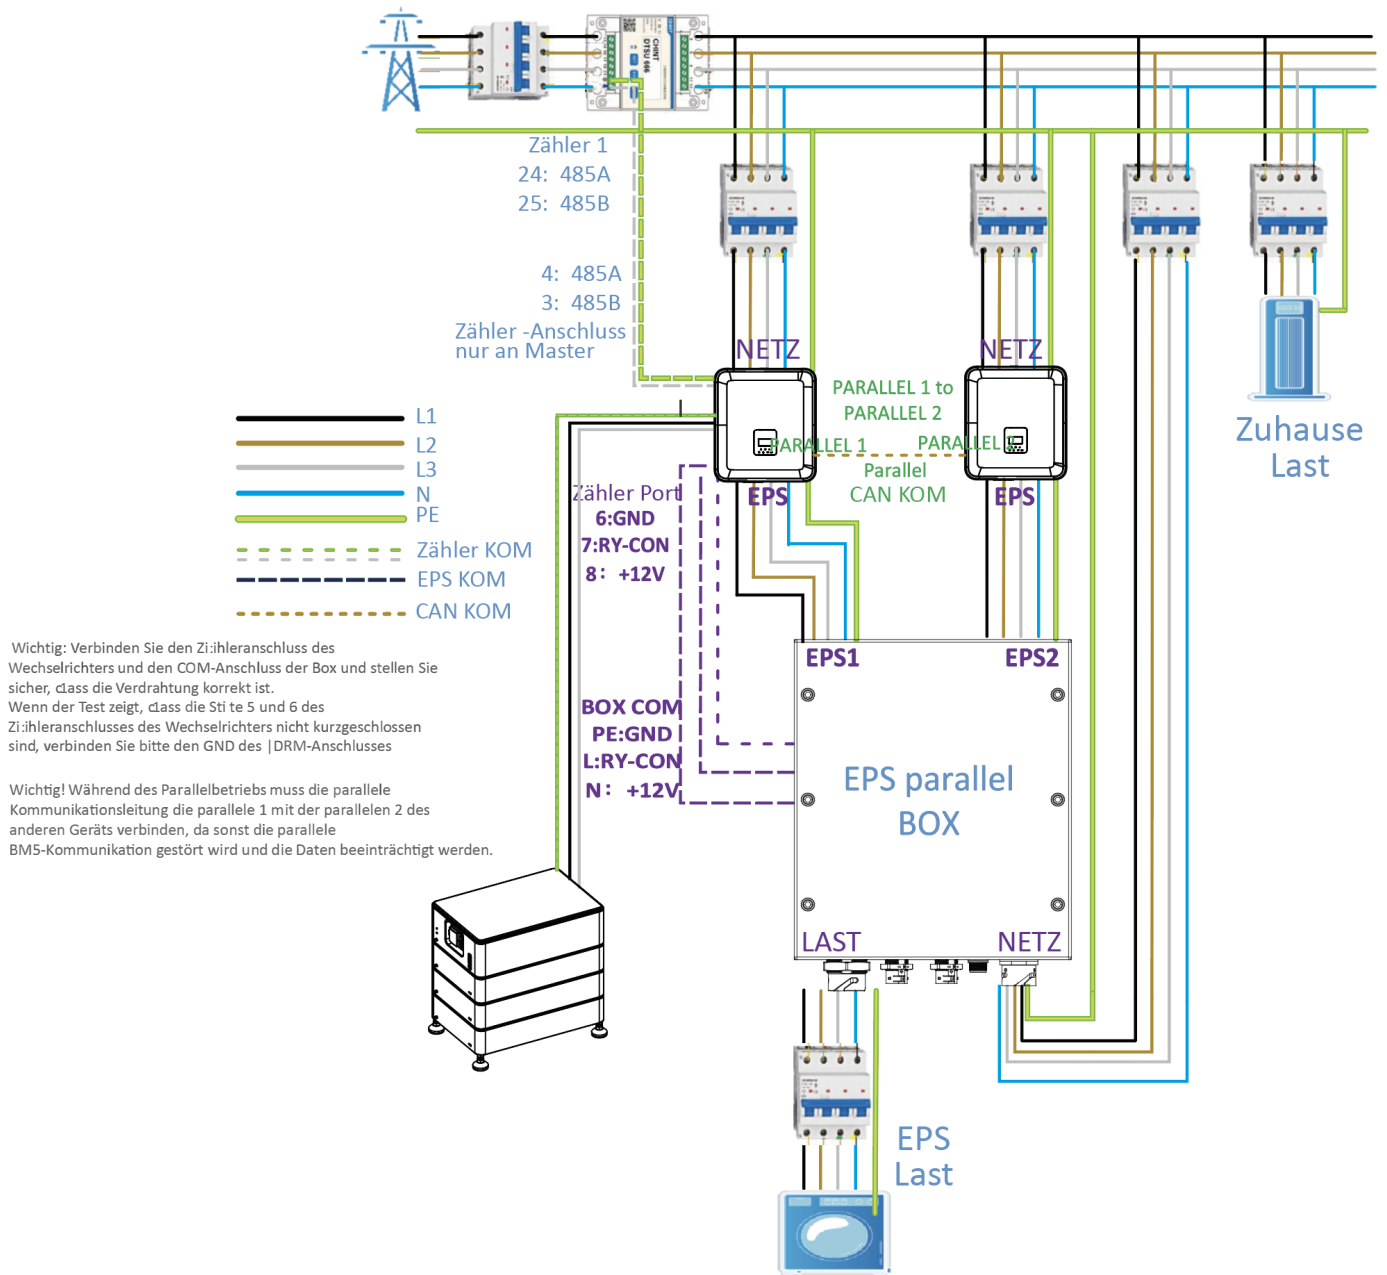 CHINT
DTSU 666
Zähler 1
24: 485A
25: 485B
4: 485A
3: 485B
Zähler -Anschluss
nur an Master
NETZ
NETZ
PARALLEL 1 to
PARALLEL 2
PARALLEL 1
PARALLEL 2
Parallel
CAN KOM
EPS
EPS
Zuhause
Last
L1
L2
L3
N
PE
Zähler KOM
EPS KOM
CAN KOM
Zähler Port
6:GND
7:RY-CON
8: +12V
Wichtig: Verbinden Sie den Zi:ihleranschluss des
Wechselrichters und den COM-Anschluss der Box und stellen Sie
sicher, c1ass die Verdrahtung korrekt ist.
Wenn der Test zeigt, c1ass die Sti te 5 und 6 des
Zi:ihleranschlusses des Wechselrichters nicht kurzgeschlossen
sind, verbinden Sie bitte den GND des |DRM-Anschlusses
Wichtig! Während des Parallelbetriebs muss die parallele
Kommunikationsleitung die parallele 1 mit der parallelen 2 des
anderen Geräts verbinden, da sonst die parallele
BM5-Kommunikation gestört wird und die Daten beeinträchtigt werden.
EPS1
EPS2
BOX COM
PE:GND
L:RY-CON
N: +12V
EPS parallel
BOX
LAST
NETZ
EPS
Last